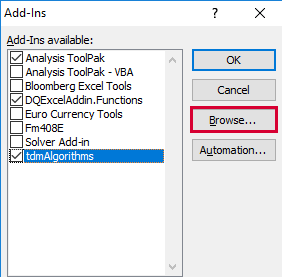 Add-Ins
Add-Ins available:
Analysis ToolPak
Analysis ToolPak - VBA
Bloomberg Excel Tools
DQExcelAddin.Functions
Euro Currency Tools
Fm408E
Solver Add-in
tdmAlgorithms
OK
Cancel
Browse...
Automation...